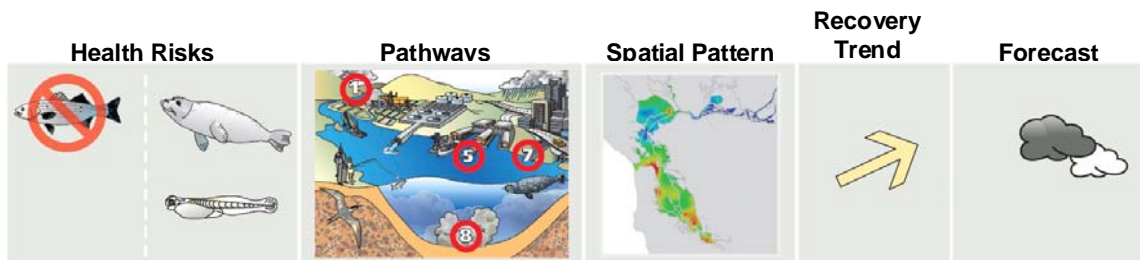 Health Risks
Pathways
Spatial Pattern
Recovery
Trend
Forecast
1
5
7
8